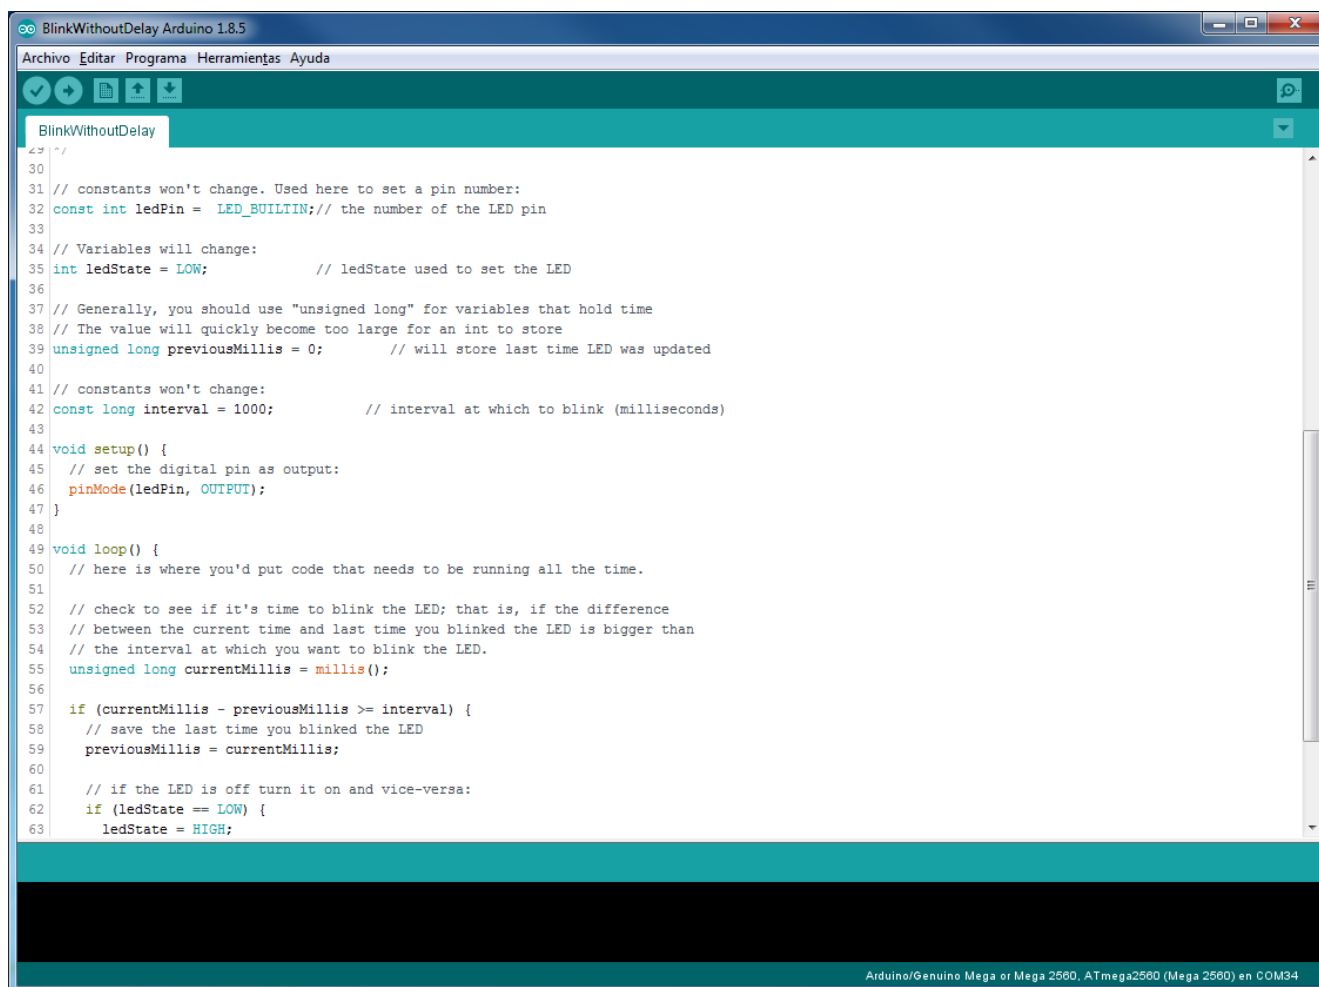 BlinkWithoutDelay Arduino 1.8.5
Archivo Editar Programa Herramientas Ayuda
BlinkWithoutDelay
29 */
30
31 // constants won't change. Used here to set a pin number:
32 const int ledPin =  LED_BUILTIN;// the number of the LED pin
33
34 // Variables will change:
35 int ledState = LOW;             // ledState used to set the LED
36
37 // Generally, you should use "unsigned long" for variables that hold time
38 // The value will quickly become too large for an int to store
39 unsigned long previousMillis = 0;        // will store last time LED was updated
40
41 // constants won't change:
42 const long interval = 1000;           // interval at which to blink (milliseconds)
43
44 void setup() {
45   // set the digital pin as output:
46   pinMode(ledPin, OUTPUT);
47 }
48
49 void loop() {
50   // here is where you'd put code that needs to be running all the time.
51
52   // check to see if it's time to blink the LED; that is, if the difference
53   // between the current time and last time you blinked the LED is bigger than
54   // the interval at which you want to blink the LED.
55   unsigned long currentMillis = millis();
56
57   if (currentMillis - previousMillis >= interval) {
58     // save the last time you blinked the LED
59     previousMillis = currentMillis;
60
61     // if the LED is off turn it on and vice-versa:
62     if (ledState == LOW) {
63       ledState = HIGH;
Arduino/Genuino Mega or Mega 2560, ATmega2560 (Mega 2560) en COM34